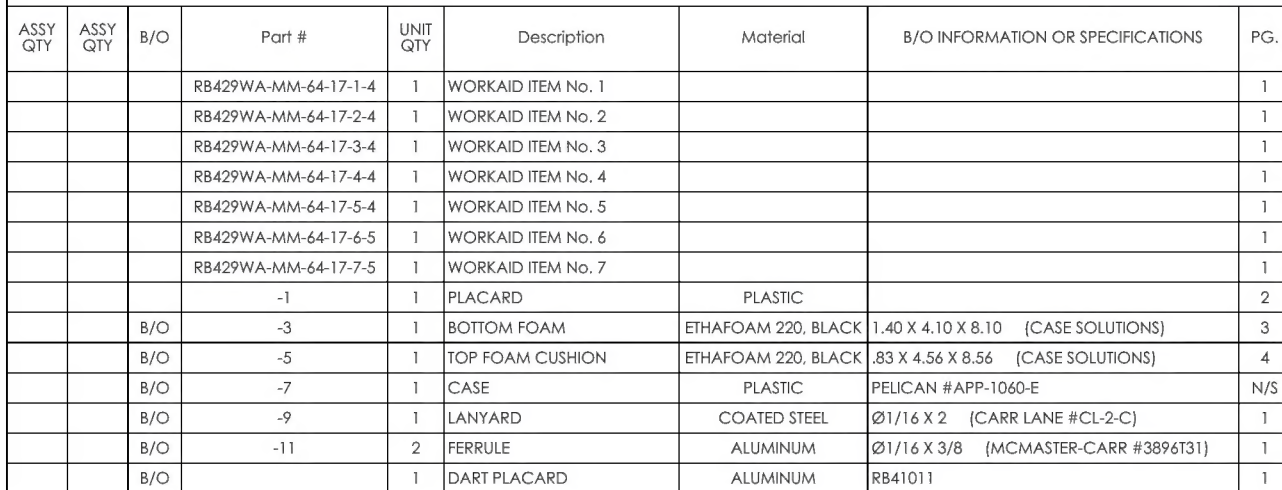 ASSY QTY ASSY QTY B/O Part # UNIT QTY Description Material B/O INFORMATION OR SPECIFICATIONS PG.
RB429WA-MM-64-17-1-4 1 WORKAID ITEM No. 1 1
RB429WA-MM-64-17-2-4 1 WORKAID ITEM No. 2 1
RB429WA-MM-64-17-3-4 1 WORKAID ITEM No. 3 1
RB429WA-MM-64-17-4-4 1 WORKAID ITEM No. 4 1
RB429WA-MM-64-17-5-4 1 WORKAID ITEM No. 5 1
RB429WA-MM-64-17-6-5 1 WORKAID ITEM No. 6 1
RB429WA-MM-64-17-7-5 1 WORKAID ITEM No. 7 1
-1 1 PLACARD PLASTIC 2
B/O -3 1 BOTTOM FOAM ETHAFOAM 220, BLACK 1.40 X 4.10 X 8.10 (CASE SOLUTIONS) 3
B/O -5 1 TOP FOAM CUSHION ETHAFOAM 220, BLACK .83 X 4.56 X 8.56 (CASE SOLUTIONS) 4
B/O -7 1 CASE PLASTIC PELICAN #APP-1060-E N/S
B/O -9 1 LANYARD COATED STEEL Ø1/16 X 2 (CARR LANE #CL-2-C) 1
B/O -11 2 FERRULE ALUMINUM Ø1/16 X 3/8 (MCMASTER-CARR #3896T31) 1
B/O 1 DART PLACARD ALUMINUM RB41011 1